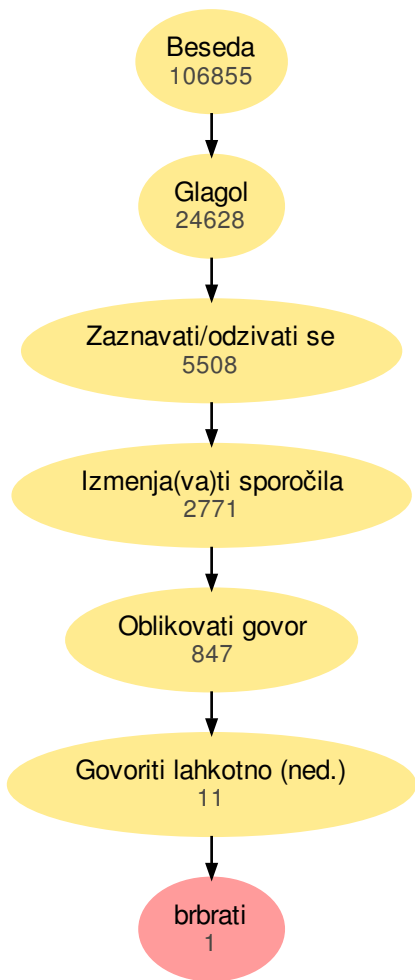 Beseda
106855
Glagol
24628
Zaznavati/odzivati se
5508
Izmenja(va)ti sporočila
2771
Oblikovati govor
847
Govoriti lahkotno (ned.)
11
brbrati
1